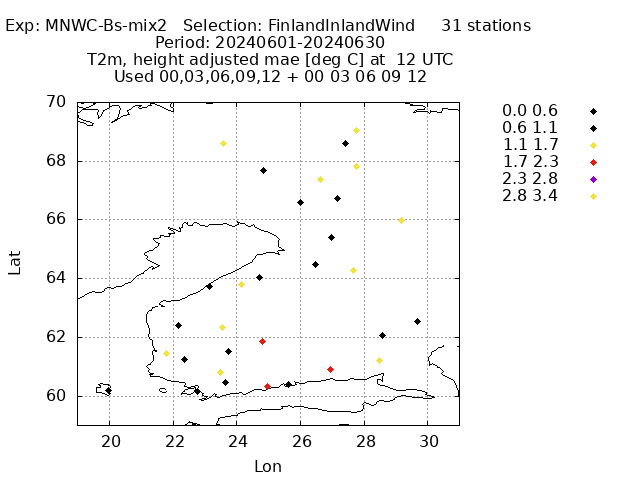 Exp: MNWC-Bs-mix2 Selection: FinlandInlandWind 31 stations
Period: 20240601-20240630
T2m, height adjusted mae [deg C] at 12 UTC
Used 00,03,06,09,12 + 00 03 06 09 12
0.0 0.6
0.6 1.1
1.1 1.7
1.7 2.3
2.3 2.8
2.8 3.4
70
68
66
64
62
60
Lat
20 22 24 26 28 30
Lon